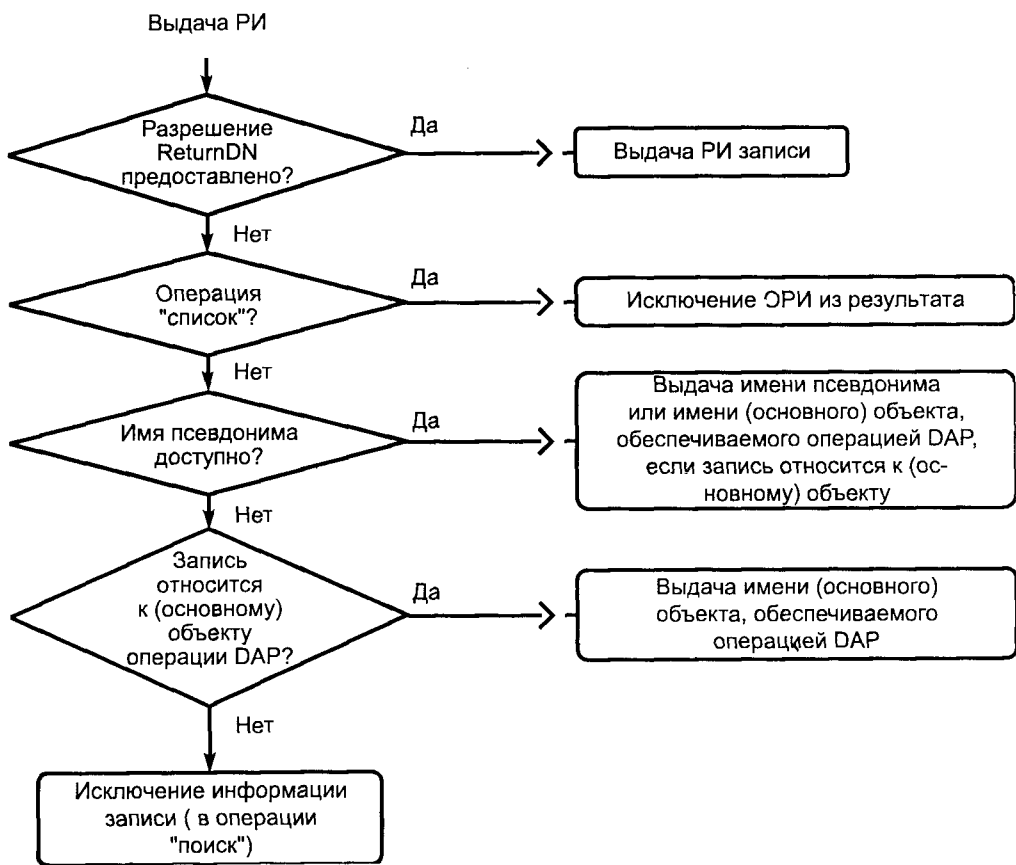 Выдача РИ
Разрешение
ReturnDN
предоставлено?
Да
Выдача РИ записи
Нет
Операция
"список"?
Да
Исключение ОРИ из результата
Нет
Имя псевдонима
доступно?
Да
Выдача имени псевдонима
или имени (основного) объекта,
обеспечиваемого операцией DAP,
если запись относится к (ос-
новному) объекту
Нет
Запись
относится
к (основному)
объекту
операции DAP?
Да
Выдача имени (основного)
объекта, обеспечиваемого
операцией DAP
Нет
Исключение информации
записи ( в операции
"поиск")